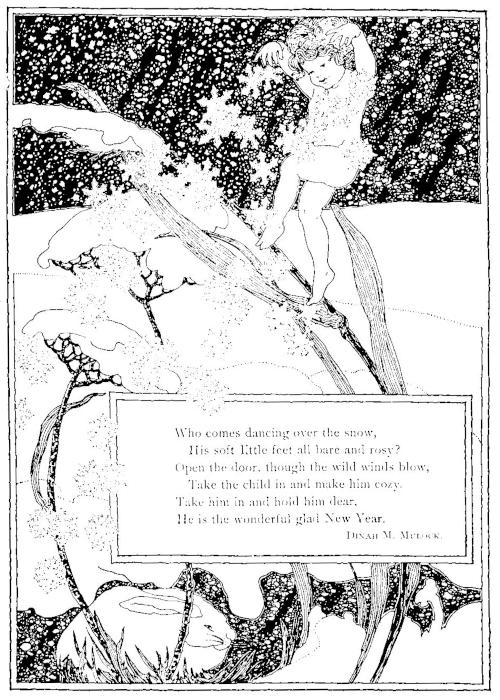 Who comes dancing over the snow,
His soft little feet all bare and rosy?
Open the door, though the wild winds blow,
Take the child in and make him cozy.
Take him in and hold him dear,
He is the wonderful glad New Year.
DINAH M. MULOCK.